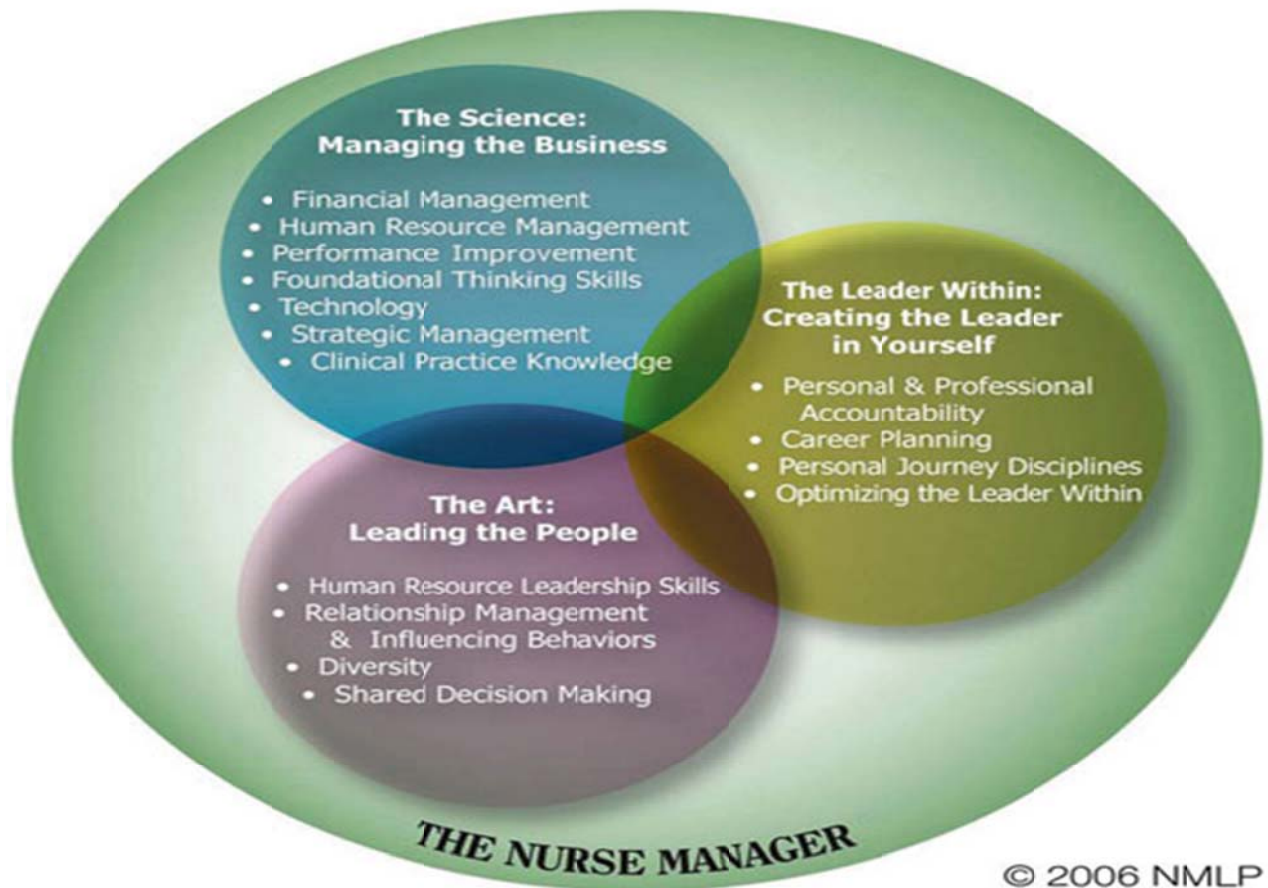 The Science:
Managing the Business
• Financial Management
• Human Resource Management
• Performance Improvement
• Foundational Thinking Skills
• Technology
• Strategic Management
• Clinical Practice Knowledge
The Leader Within:
Creating the Leader
in Yourself
• Personal & Professional
Accountability
• Career Planning
• Personal Journey Disciplines
• Optimizing the Leader Within
The Art:
Leading the People
• Human Resource Leadership Skills
• Relationship Management
& Influencing Behaviors
• Diversity
• Shared Decision Making
THE NURSE MANAGER
© 2006 NMLP